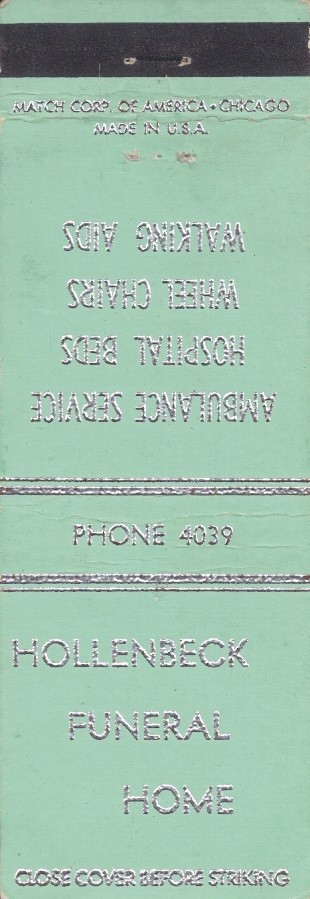 MATCH CORP. OF AMERICA • CHICAGO
MADE IN U.S.A.
AMBULANCE SERVICE
HOSPITAL BEDS
WHEEL CHAIRS
WALKING AIDS
PHONE 4039
HOLLENBECK
FUNERAL
HOME
CLOSE COVER BEFORE STRIKING